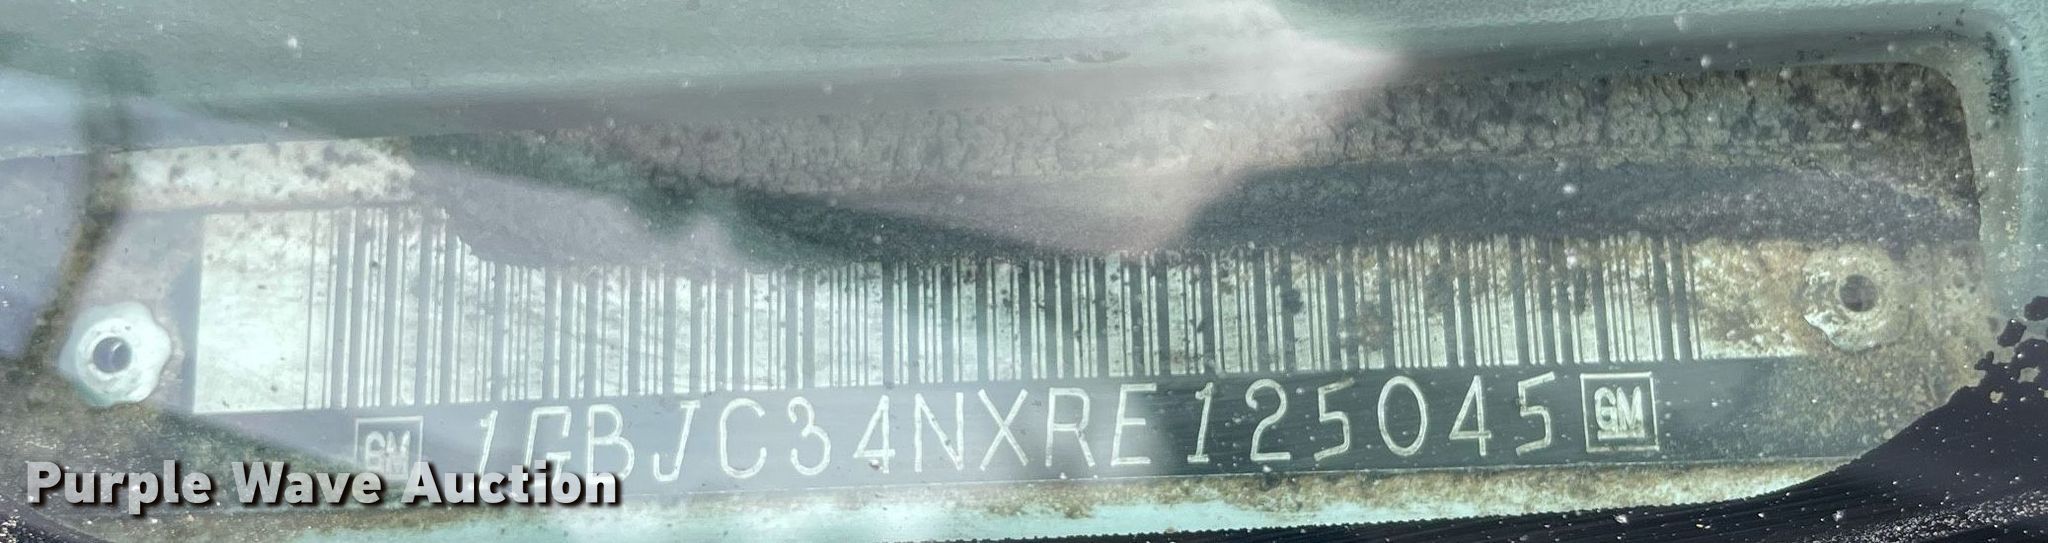 GM 1GBJC34NXRE125045 GM
Purple Wave Auction